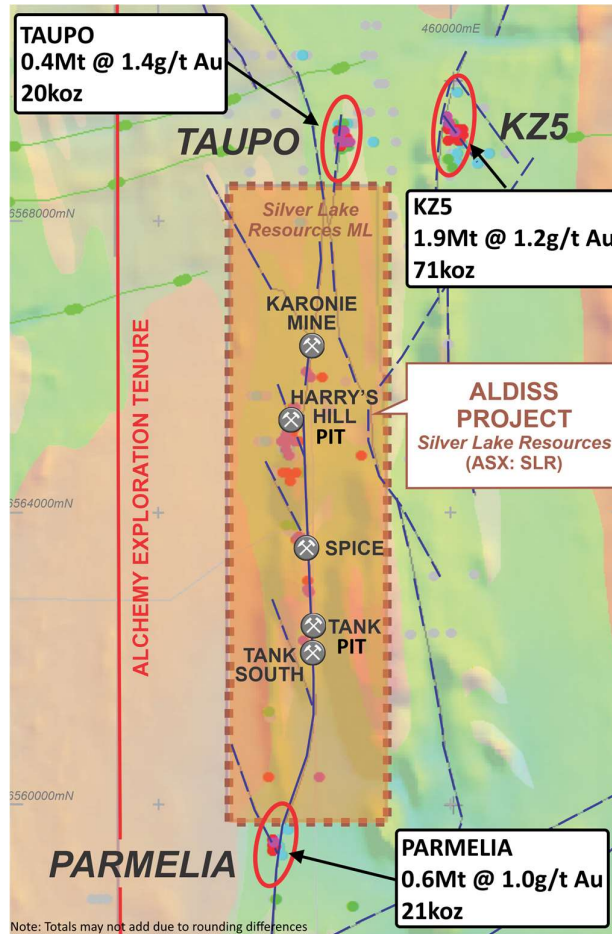 TAUPO
0.4Mt @ 1.4g/t Au
20koz
460000mE
TAUPO
KZ5
KZ5
1.9Mt @ 1.2g/t Au
71koz
6568000mN
Silver Lake
Resources ML
KARONIE
MINE
HARRY'S
HILL
PIT
ALDISS
PROJECT
Silver Lake Resources
(ASX: SLR)
ALCHEMY EXPLORATION TENURE
6564000mN
SPICE
TANK
PIT
TANK
SOUTH
6560000mN
PARMELIA
PARMELIA
0.6Mt @ 1.0g/t Au
21koz
Note: Totals may not add due to rounding differences